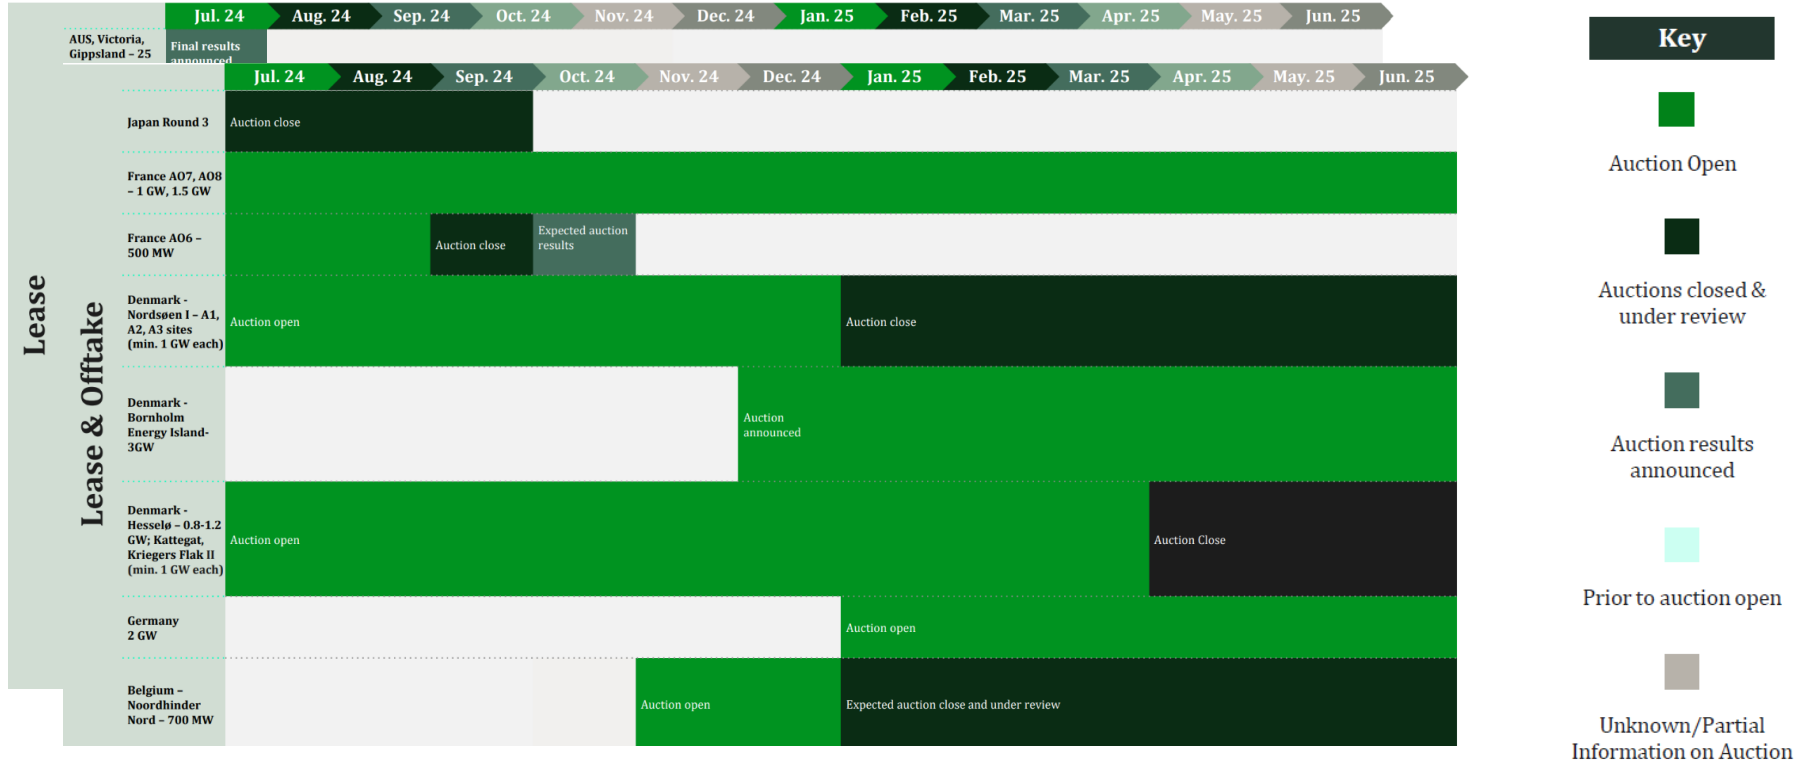 Jul. 24 Aug. 24 Sep. 24 Oct. 24 Nov. 24 Dec. 24 Jan. 25 Feb. 25 Mar. 25 Apr. 25 May. 25 Jun. 25
AUS, Victoria,
Gippsland – 25
Final results
announced
Jul. 24 Aug. 24 Sep. 24 Oct. 24 Nov. 24 Dec. 24 Jan. 25 Feb. 25 Mar. 25 Apr. 25 May. 25 Jun. 25
Lease
Lease & Offtake
Japan Round 3
Auction close
France AO7, AO8
– 1 GW, 1.5 GW
France AO6 –
500 MW
Auction close
Expected auction
results
Denmark -
Nordsøen I – A1,
A2, A3 sites
(min. 1 GW each)
Auction open
Auction close
Denmark -
Bornholm
Energy Island-
3GW
Auction
announced
Denmark -
Hesselø – 0.8-1.2
GW; Kattegat,
Kriegers Flak II
(min. 1 GW each)
Auction open
Auction Close
Germany
2 GW
Auction open
Belgium –
Noordhinder
Nord – 700 MW
Auction open
Expected auction close and under review
Key
Auction Open
Auctions closed &
under review
Auction results
announced
Prior to auction open
Unknown/Partial
Information on Auction